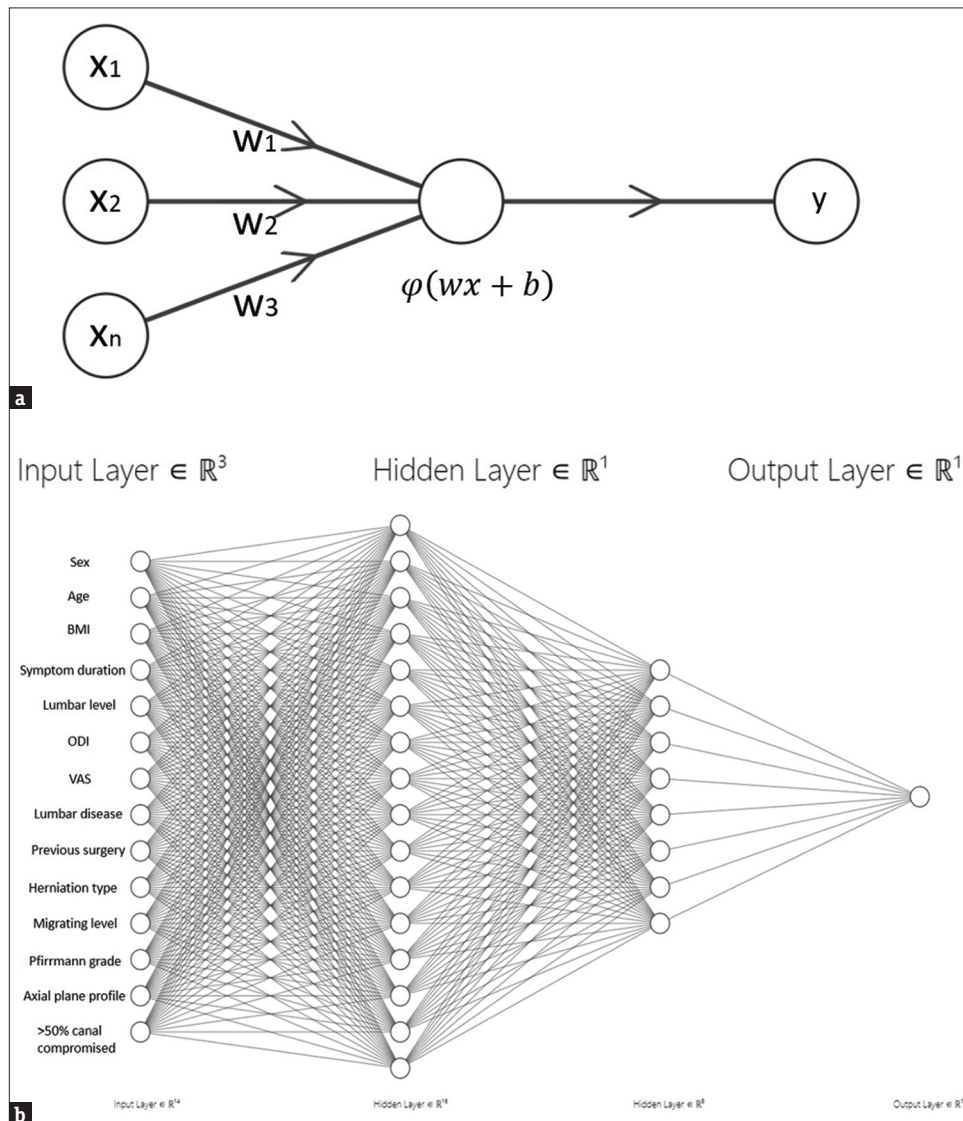 X1
W1
X2
W2
y
φ(wx + b)
W3
Xn
a
Input Layer ∈ ℝ³ Hidden Layer ∈ ℝ¹ Output Layer ∈ ℝ¹
Sex
Age
BMI
Symptom duration
Lumbar level
ODI
VAS
Lumbar disease
Previous surgery
Herniation type
Migrating level
Pfirrmann grade
Axial plane profile
>50% canal
compromised
b
Input Layer ∈ ℝ¹⁴ Hidden Layer ∈ ℝ¹⁶ Hidden Layer ∈ ℝ⁸ Output Layer ∈ ℝ¹